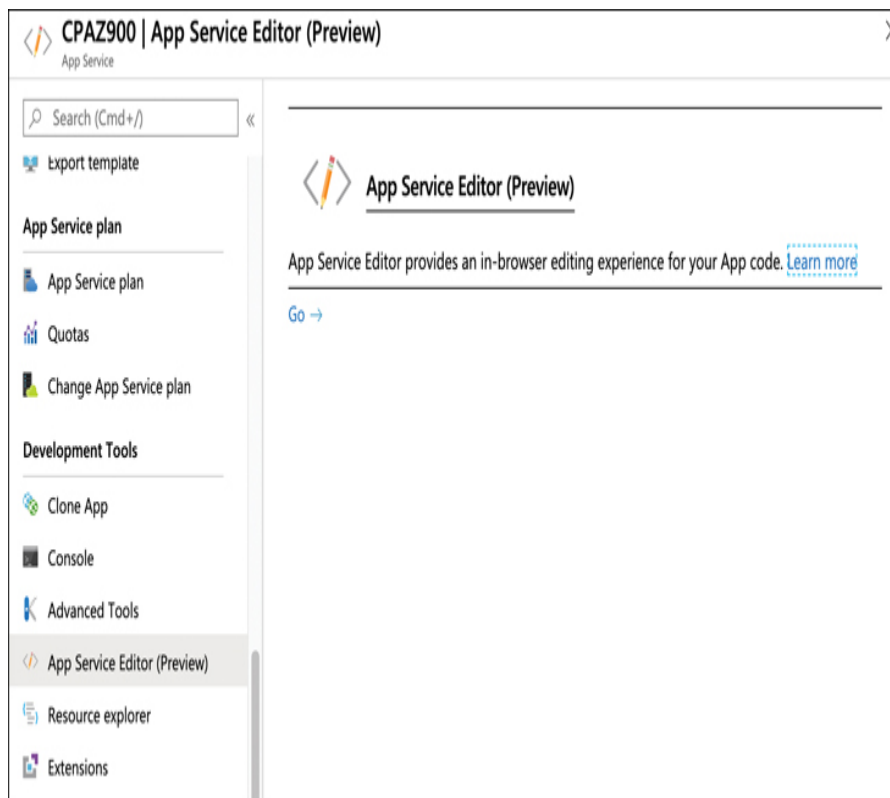 CPAZ900 | App Service Editor (Preview)
App Service
Search (Cmd+/)
«
Export template
App Service plan
App Service plan
Quotas
Change App Service plan
Development Tools
Clone App
Console
Advanced Tools
App Service Editor (Preview)
Resource explorer
Extensions
App Service Editor (Preview)
App Service Editor provides an in-browser editing experience for your App code. Learn more
Go →